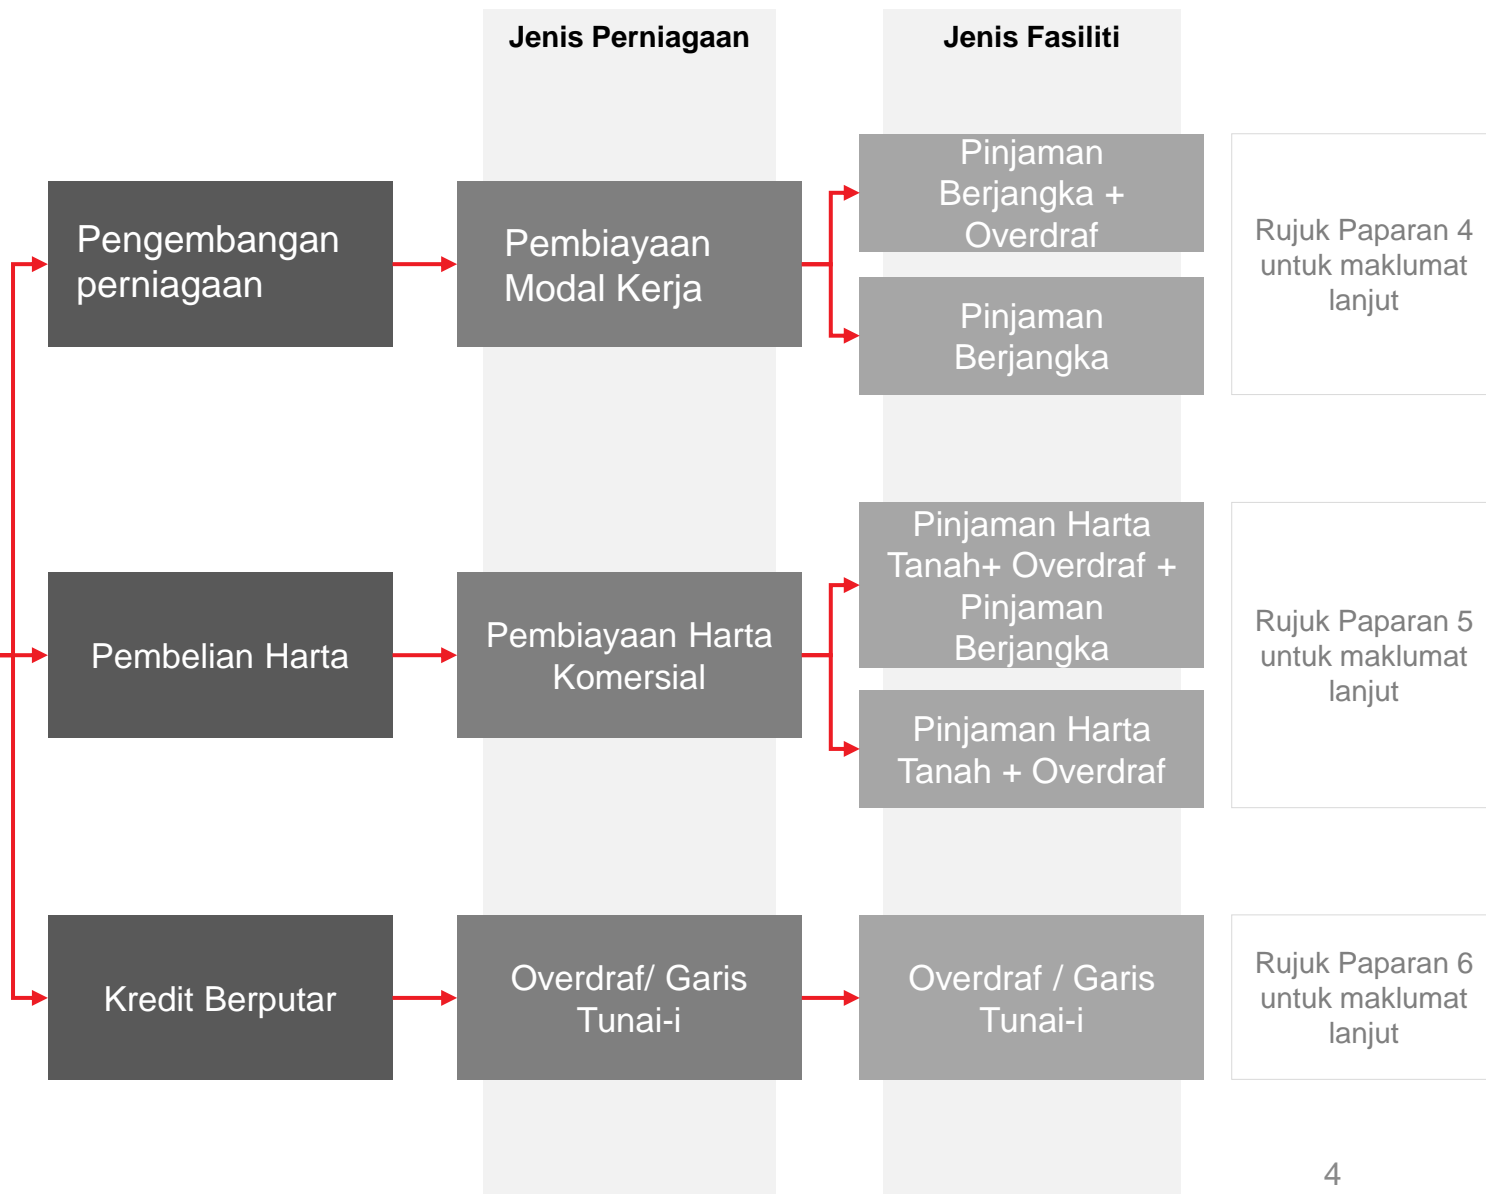 Jenis Perniagaan
Jenis Fasiliti
Pengembangan
perniagaan
Pembiayaan
Modal Kerja
Pinjaman
Berjangka +
Overdraf
Pinjaman
Berjangka
Rujuk Paparan 4
untuk maklumat
lanjut
Pembelian Harta
Pembiayaan Harta
Komersial
Pinjaman Harta
Tanah+ Overdraf +
Pinjaman
Berjangka
Pinjaman Harta
Tanah + Overdraf
Rujuk Paparan 5
untuk maklumat
lanjut
Kredit Berputar
Overdraf/ Garis
Tunai-i
Overdraf / Garis
Tunai-i
Rujuk Paparan 6
untuk maklumat
lanjut
4